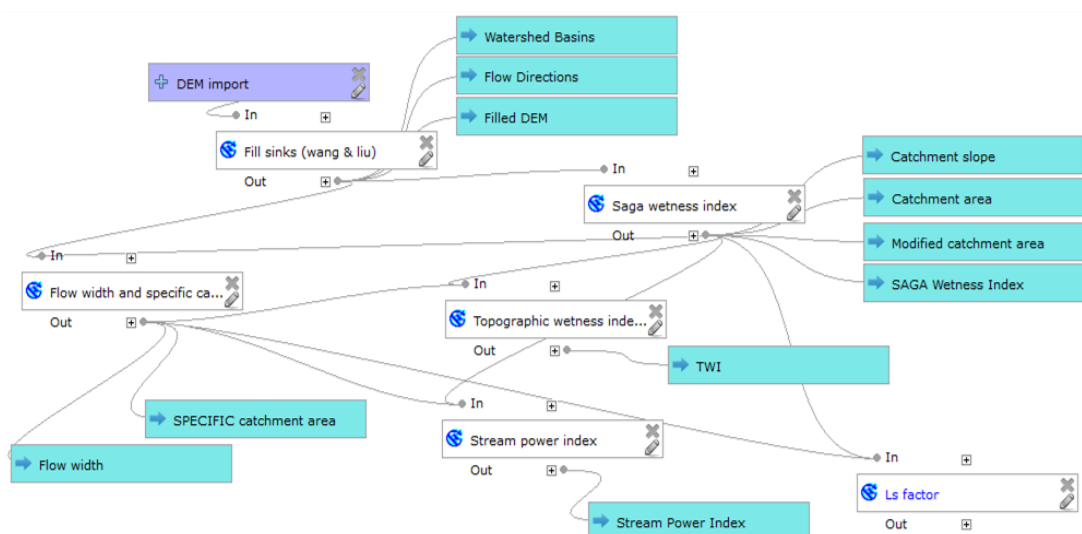 Watershed Basins
DEM import
Flow Directions
In
Filled DEM
Fill sinks (wang & liu)
Catchment slope
Out
In
Catchment area
Saga wetness index
Out
Modified catchment area
In
SAGA Wetness Index
Flow width and specific ca...
In
Out
Topographic wetness inde...
Out
TWI
In
SPECIFIC catchment area
Stream power index
In
Flow width
Out
Ls factor
Stream Power Index
Out